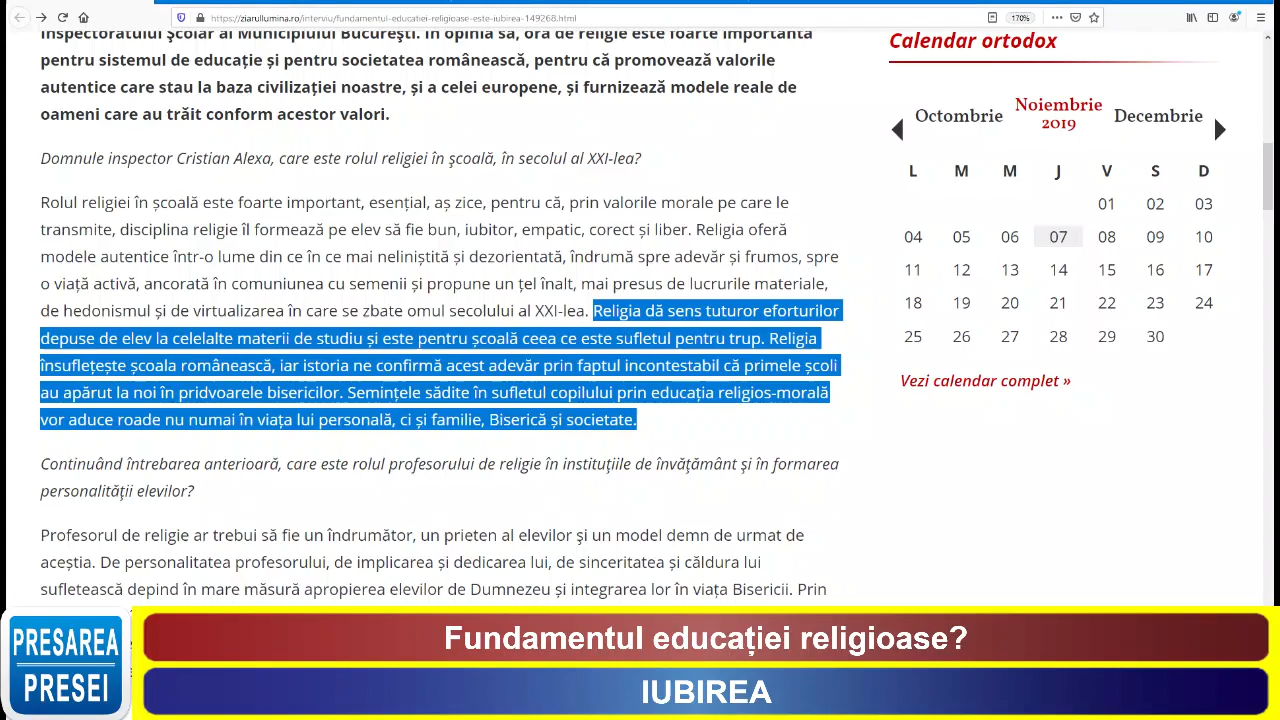 https://ziarullumina.ro/interviu/fundamentul-educatiei-religioase-este-iubirea-149268.html
170%
Inspectoratului Şcolar al Municipiului Bucureşti. În opinia sa, ora de religie este foarte importantă
pentru sistemul de educație și pentru societatea românească, pentru că promovează valorile
autentice care stau la baza civilizației noastre, și a celei europene, și furnizează modele reale de
oameni care au trăit conform acestor valori.
Domnule inspector Cristian Alexa, care este rolul religiei în şcoală, în secolul al XXI-lea?
Rolul religiei în școală este foarte important, esențial, aș zice, pentru că, prin valorile morale pe care le
transmite, disciplina religie îl formează pe elev să fie bun, iubitor, empatic, corect și liber. Religia oferă
modele autentice într-o lume din ce în ce mai neliniștită și dezorientată, îndrumă spre adevăr și frumos, spre
o viață activă, ancorată în comuniunea cu semenii și propune un țel înalt, mai presus de lucrurile materiale,
de hedonismul și de virtualizarea în care se zbate omul secolului al XXI-lea. Religia dă sens tuturor eforturilor
depuse de elev la celelalte materii de studiu și este pentru școală ceea ce este sufletul pentru trup. Religia
însuflețește școala românească, iar istoria ne confirmă acest adevăr prin faptul incontestabil că primele școli
au apărut la noi în pridvoarele bisericilor. Semințele sădite în sufletul copilului prin educația religios-morală
vor aduce roade nu numai în viața lui personală, ci și familie, Biserică și societate.
Continuând întrebarea anterioară, care este rolul profesorului de religie în instituţiile de învăţământ şi în formarea
personalităţii elevilor?
Profesorul de religie ar trebui să fie un îndrumător, un prieten al elevilor şi un model demn de urmat de
aceștia. De personalitatea profesorului, de implicarea și dedicarea lui, de sinceritatea și căldura lui
sufletească depind în mare măsură apropierea elevilor de Dumnezeu și integrarea lor în viața Bisericii. Prin
Calendar ortodox
Octombrie Noiembrie 2019 Decembrie
L M M J V S D
01 02 03
04 05 06 07 08 09 10
11 12 13 14 15 16 17
18 19 20 21 22 23 24
25 26 27 28 29 30
Vezi calendar complet »
PRESAREA
PRESEI
Fundamentul educației religioase?
IUBIREA